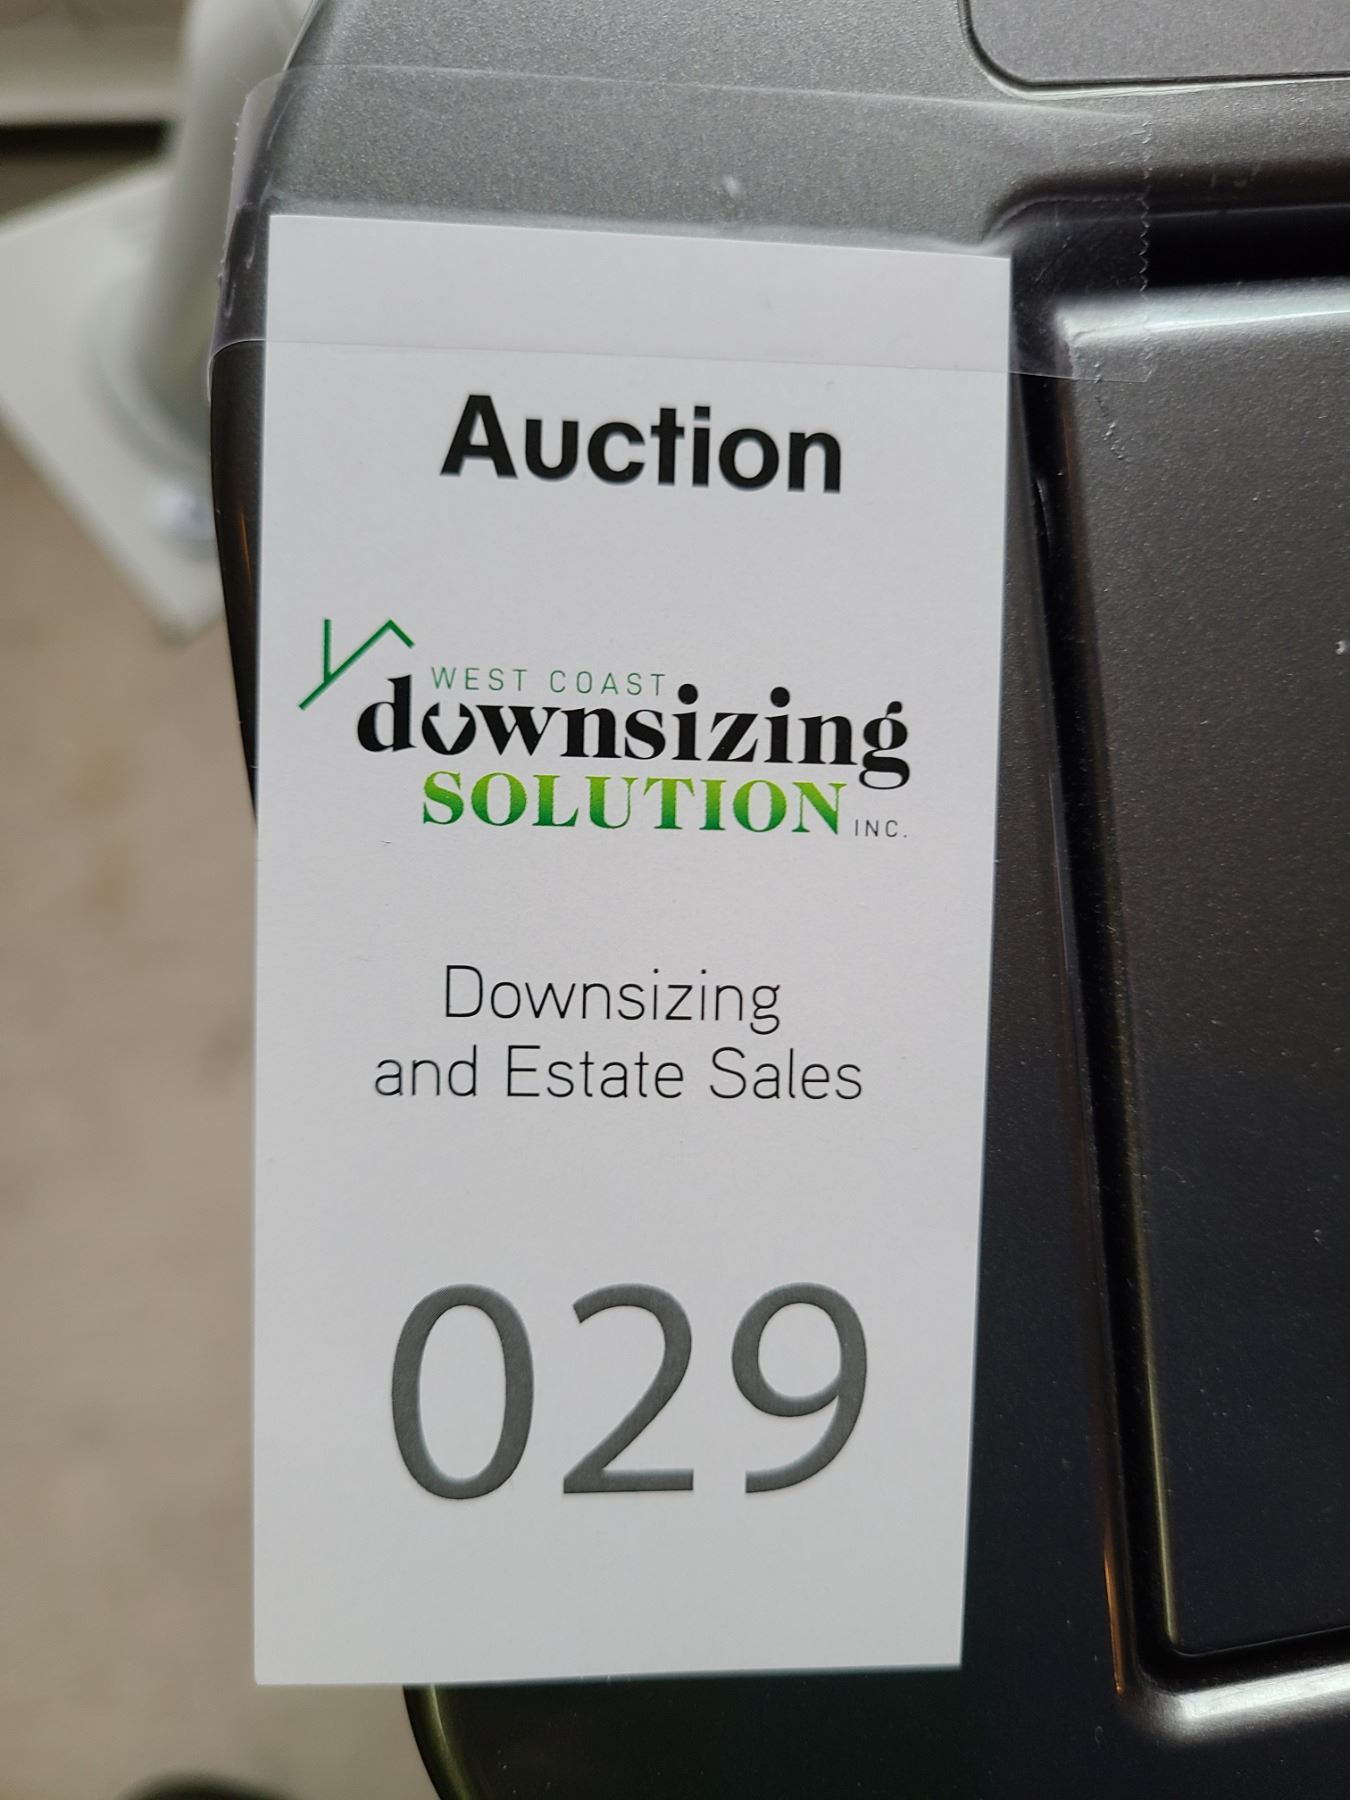 Auction
WEST COAST
downsizing
SOLUTION INC.
Downsizing
and Estate Sales
029